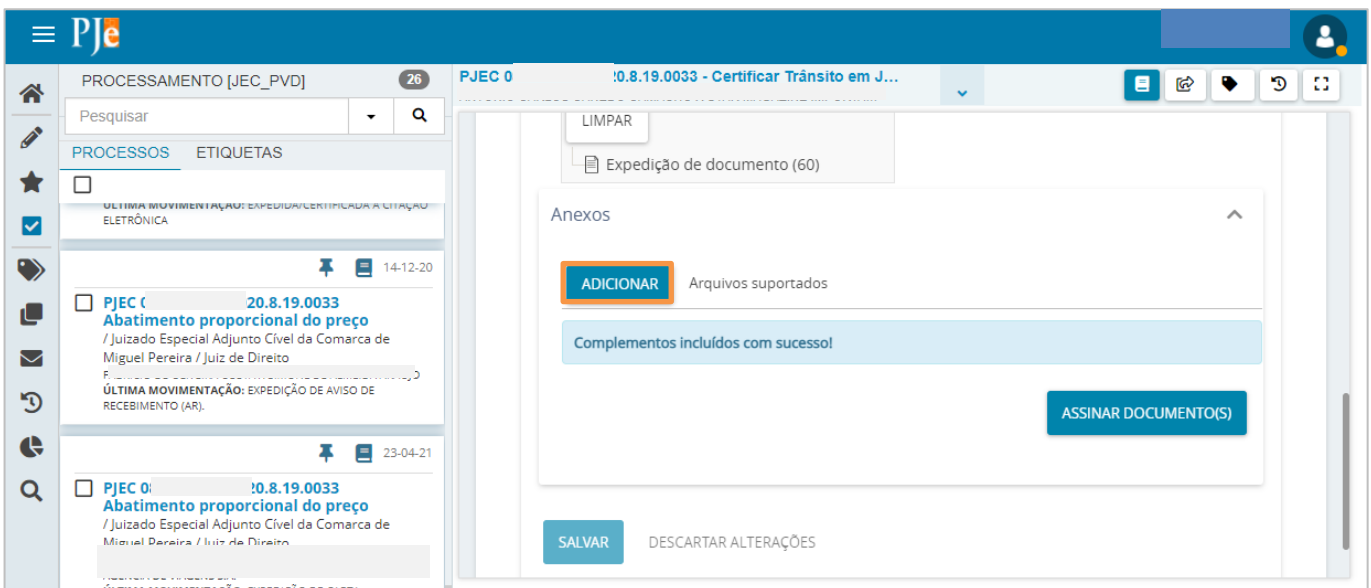 PJe
PROCESSAMENTO [JEC_PVD]
26
Pesquisar
PROCESSOS ETIQUETAS
ÚLTIMA MOVIMENTAÇÃO: EXPEDIDA/CERTIFICADA A CITAÇÃO
ELETRÔNICA
14-12-20
PJEC 0 20.8.19.0033
Abatimento proporcional do preço
/ Juizado Especial Adjunto Cível da Comarca de
Miguel Pereira / Juiz de Direito
ÚLTIMA MOVIMENTAÇÃO: EXPEDIÇÃO DE AVISO DE
RECEBIMENTO (AR).
23-04-21
PJEC 08 20.8.19.0033
Abatimento proporcional do preço
/ Juizado Especial Adjunto Cível da Comarca de
Miguel Pereira / Juiz de Direito
PJEC 0 20.8.19.0033 - Certificar Trânsito em J...
LIMPAR
Expedição de documento (60)
Anexos
ADICIONAR Arquivos suportados
Complementos incluídos com sucesso!
ASSINAR DOCUMENTO(S)
SALVAR DESCARTAR ALTERAÇÕES